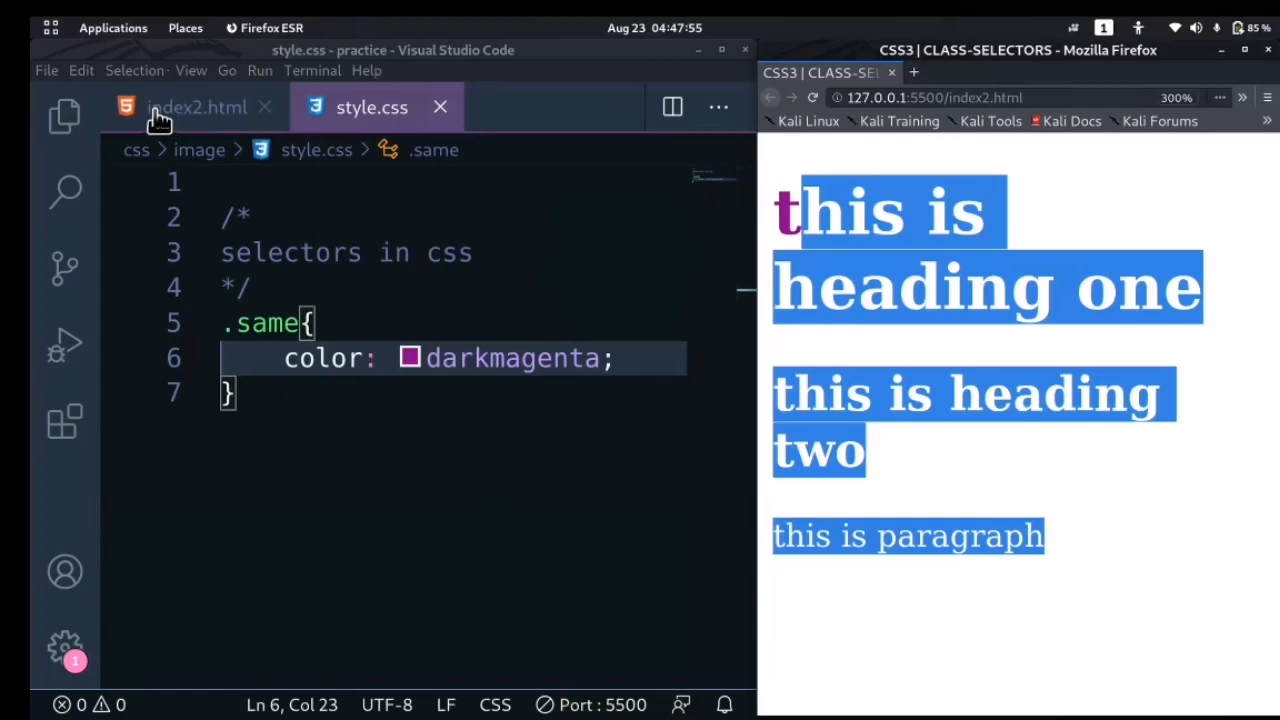 Applications Places Firefox ESR Aug 23 04:47:55 1 85 %
style.css - practice - Visual Studio Code
File Edit Selection View Go Run Terminal Help
index2.html style.css
css > image > style.css > .same
1
2 /*
3 selectors in css
4 */
5 .same{
6 color: darkmagenta;
7 }
1
0 0 Ln 6, Col 23 UTF-8 LF CSS Port : 5500
CSS3 | CLASS-SELECTORS - Mozilla Firefox
CSS3 | CLASS-SEL
127.0.0.1:5500/index2.html 300%
Kali Linux Kali Training Kali Tools Kali Docs Kali Forums
this is
heading one
this is heading
two
this is paragraph